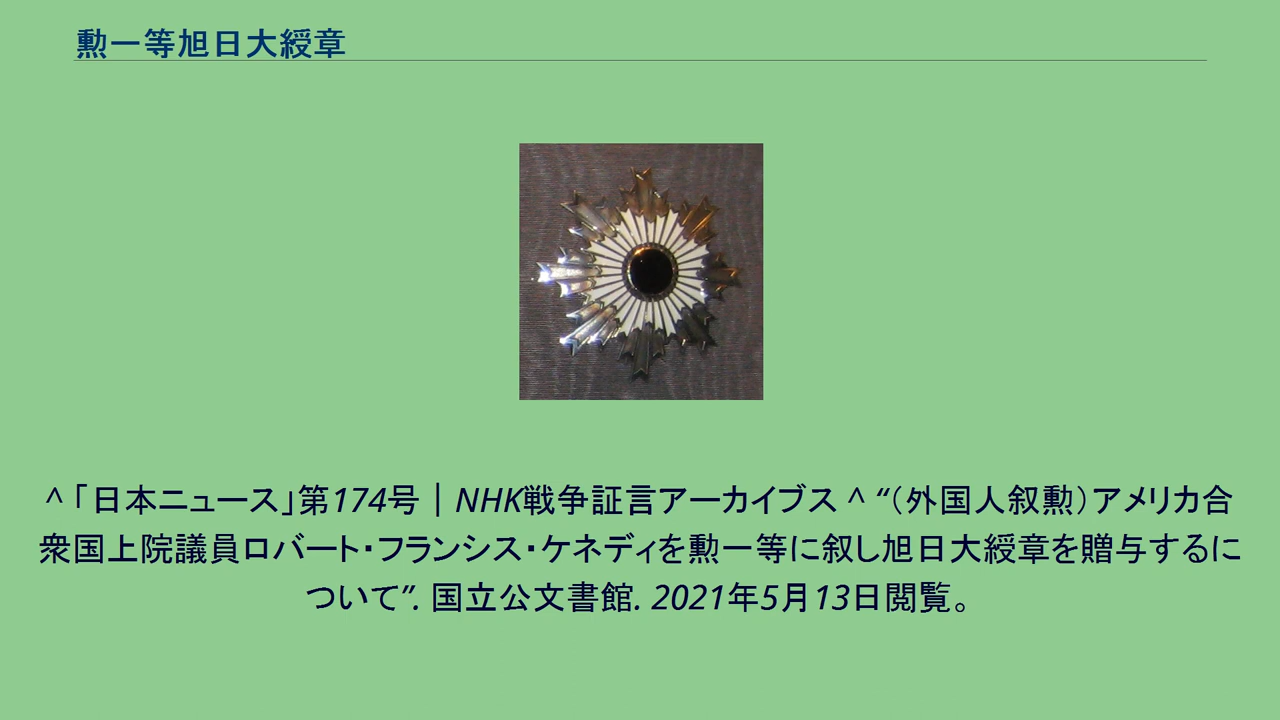 勲一等旭日大綬章
^ 「日本ニュース」第174号｜NHK戦争証言アーカイブス ^ “（外国人叙勲）アメリカ合
衆国上院議員ロバート・フランシス・ケネディを勲一等に叙し旭日大綬章を贈与するに
ついて”. 国立公文書館. 2021年5月13日閲覧。